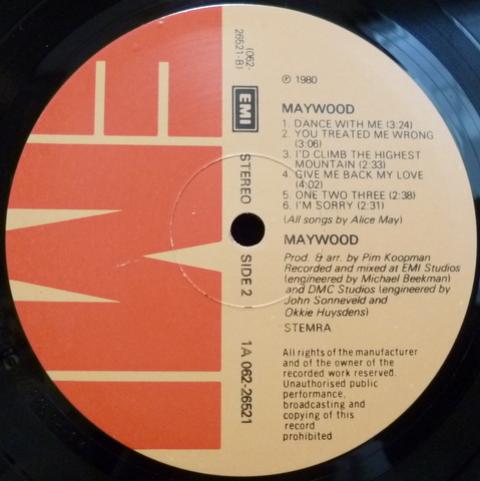 (062-
26521-B)
℗ 1980
EMI
MAYWOOD
1. DANCE WITH ME (3:24)
2. YOU TREATED ME WRONG
(3:06)
3. I'D CLIMB THE HIGHEST
MOUNTAIN (2:33)
4. GIVE ME BACK MY LOVE
(4:02)
5. ONE TWO THREE (2:38)
6. I'M SORRY (2:31)
(All songs by Alice May)
MAYWOOD
Prod. & arr. by Pim Koopman
Recorded and mixed at EMI Studios
(engineered by Michael Beekman)
and DMC Studios (engineered by
John Sonneveld and
Okkie Huysdens)
STEMRA
STEREO
SIDE 2
1A 062-26521
All rights of the manufacturer
and of the owner of the
recorded work reserved.
Unauthorised public
performance,
broadcasting and
copying of this
record
prohibited
EMI